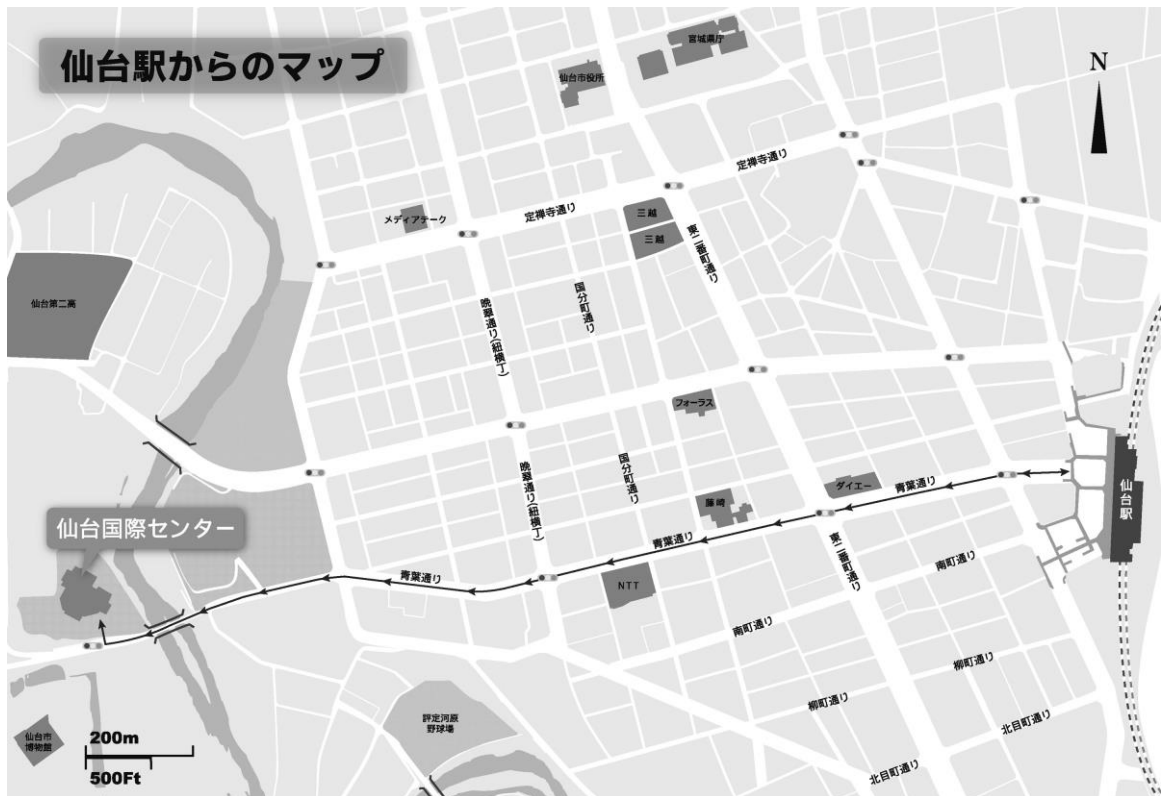 仙台駅からのマップ
宮城県庁
仙台市役所
N
定禅寺通り
メディアテーク
定禅寺通り
三越
三越
東二番町通り
仙台第二高
晩翠通り(細横丁)
国分町通り
フォーラス
晩翠通り(細横丁)
国分町通り
藤崎
ダイエー
青葉通り
仙台駅
仙台国際センター
青葉通り
青葉通り
NTT
東二番町通り
南町通り
南町通り
柳町通り
柳町通り
北目町通り
北目町通り
評定河原
野球場
仙台市
博物館
200m
500Ft